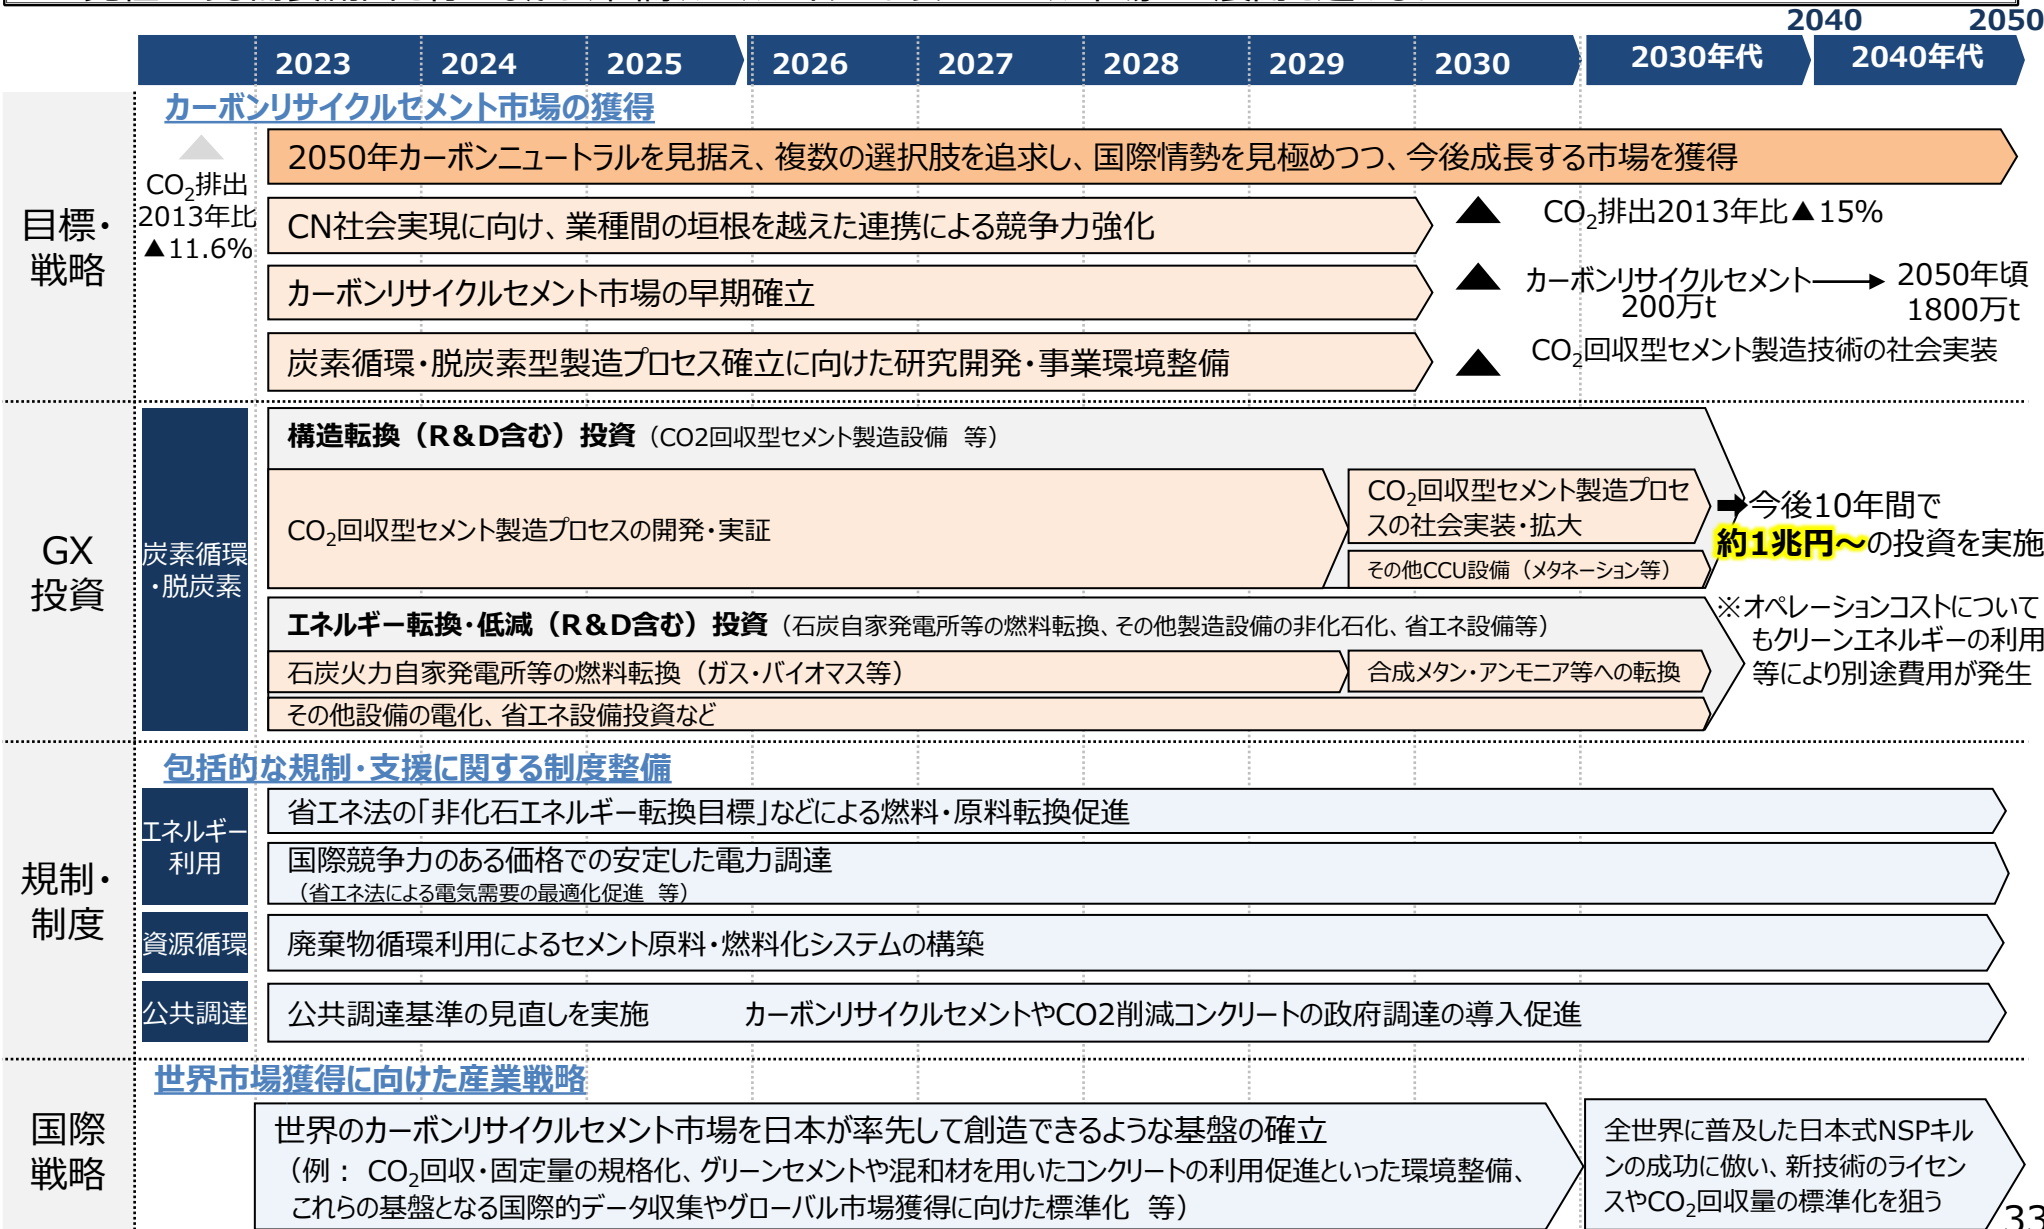 2040 2050
2023 2024 2025 2026 2027 2028 2029 2030 2030年代 2040年代
目標・
戦略
カーボンリサイクルセメント市場の獲得
CO2排出
2013年比
▲11.6%
2050年カーボンニュートラルを見据え、複数の選択肢を追求し、国際情勢を見極めつつ、今後成長する市場を獲得
CN社会実現に向け、業種間の垣根を越えた連携による競争力強化
CO2排出2013年比▲15%
カーボンリサイクルセメント市場の早期確立
カーボンリサイクルセメント
200万t
2050年頃
1800万t
炭素循環・脱炭素型製造プロセス確立に向けた研究開発・事業環境整備
CO2回収型セメント製造技術の社会実装
GX
投資
炭素循環
・脱炭素
構造転換（R＆D含む）投資（CO2回収型セメント製造設備 等）
CO2回収型セメント製造プロセスの開発・実証
CO2回収型セメント製造プロセ
スの社会実装・拡大
その他CCU設備（メタネーション等）
エネルギー転換・低減（R＆D含む）投資（石炭自家発電所等の燃料転換、その他製造設備の非化石化、省エネ設備等）
石炭火力自家発電所等の燃料転換（ガス・バイオマス等）
合成メタン・アンモニア等への転換
その他設備の電化、省エネ設備投資など
➡今後10年間で
約1兆円～の投資を実施
※オペレーションコストについて
もクリーンエネルギーの利用
等により別途費用が発生
規制・
制度
包括的な規制・支援に関する制度整備
エネルギー
利用
省エネ法の「非化石エネルギー転換目標」などによる燃料・原料転換促進
国際競争力のある価格での安定した電力調達
（省エネ法による電気需要の最適化促進 等）
資源循環
廃棄物循環利用によるセメント原料・燃料化システムの構築
公共調達
公共調達基準の見直しを実施 カーボンリサイクルセメントやCO2削減コンクリートの政府調達の導入促進
国際
戦略
世界市場獲得に向けた産業戦略
世界のカーボンリサイクルセメント市場を日本が率先して創造できるような基盤の確立
（例： CO2回収・固定量の規格化、グリーンセメントや混和材を用いたコンクリートの利用促進といった環境整備、
これらの基盤となる国際的データ収集やグローバル市場獲得に向けた標準化 等）
全世界に普及した日本式NSPキル
ンの成功に倣い、新技術のライセン
スやCO2回収量の標準化を狙う
33